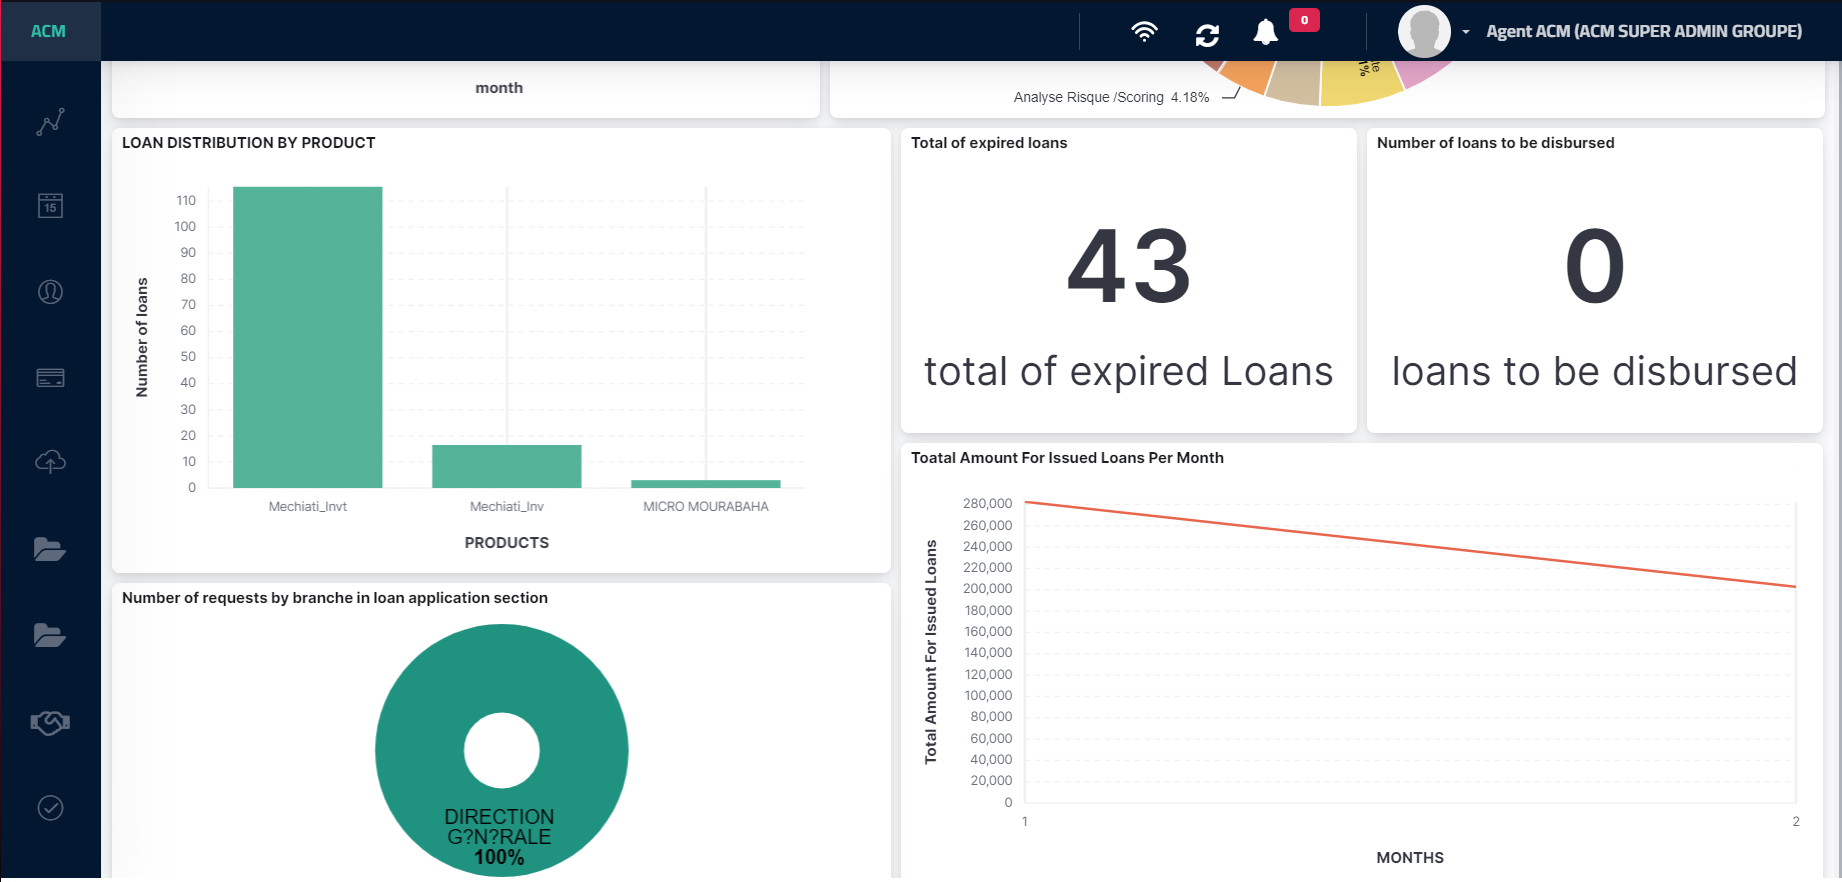 ACM
0
Agent ACM (ACM SUPER ADMIN GROUPE)
15
month
Analyse Risque /Scoring 4.18%
LOAN DISTRIBUTION BY PRODUCT
110
100
90
80
70
60
50
40
30
20
10
0
Number of loans
Mechiati_Invt
Mechiati_Inv
MICRO MOURABAHA
PRODUCTS
Total of expired loans
43
total of expired Loans
Number of loans to be disbursed
0
loans to be disbursed
Number of requests by branche in loan application section
DIRECTION
G?N?RALE
100%
Toatal Amount For Issued Loans Per Month
280,000
260,000
240,000
220,000
200,000
180,000
160,000
140,000
120,000
100,000
80,000
60,000
40,000
20,000
0
Total Amount For Issued Loans
1
2
MONTHS